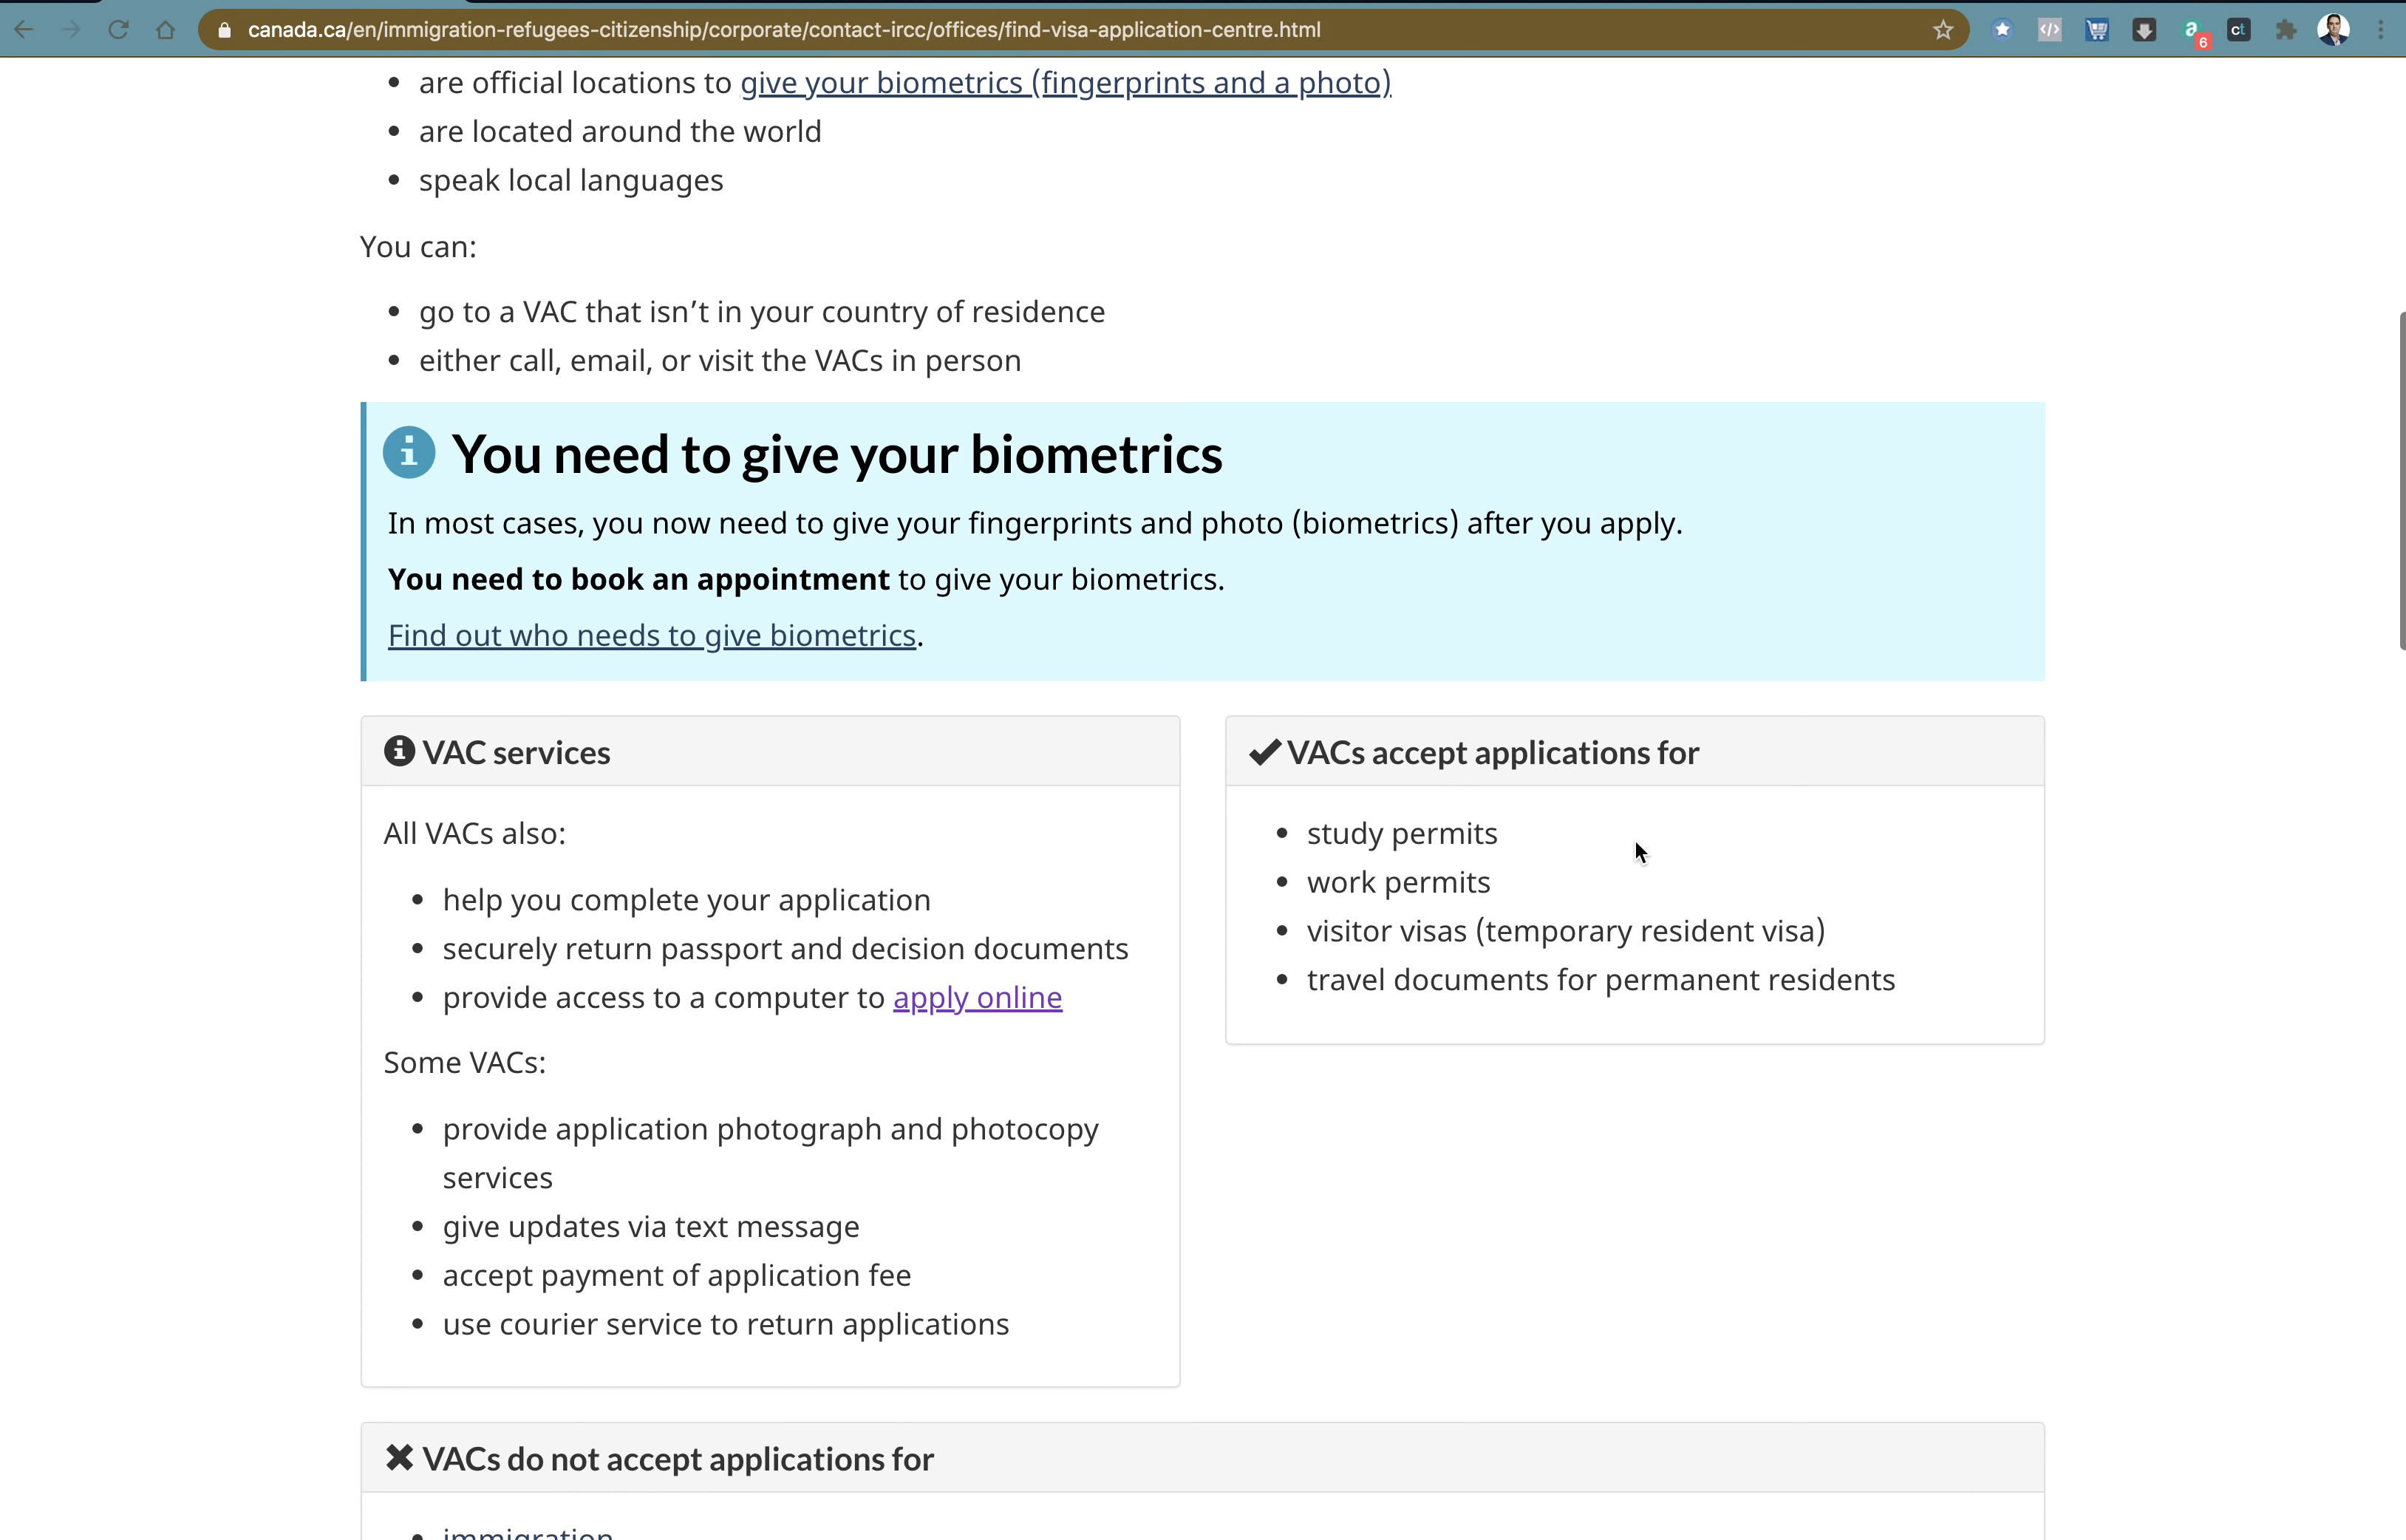 canada.ca/en/immigration-refugees-citizenship/corporate/contact-ircc/offices/find-visa-application-centre.html
6
ct
are official locations to give your biometrics (fingerprints and a photo)
are located around the world
speak local languages
You can:
go to a VAC that isn’t in your country of residence
either call, email, or visit the VACs in person
You need to give your biometrics
In most cases, you now need to give your fingerprints and photo (biometrics) after you apply.
You need to book an appointment to give your biometrics.
Find out who needs to give biometrics.
VAC services
All VACs also:
help you complete your application
securely return passport and decision documents
provide access to a computer to apply online
Some VACs:
provide application photograph and photocopy
services
give updates via text message
accept payment of application fee
use courier service to return applications
VACs accept applications for
study permits
work permits
visitor visas (temporary resident visa)
travel documents for permanent residents
VACs do not accept applications for
immigration